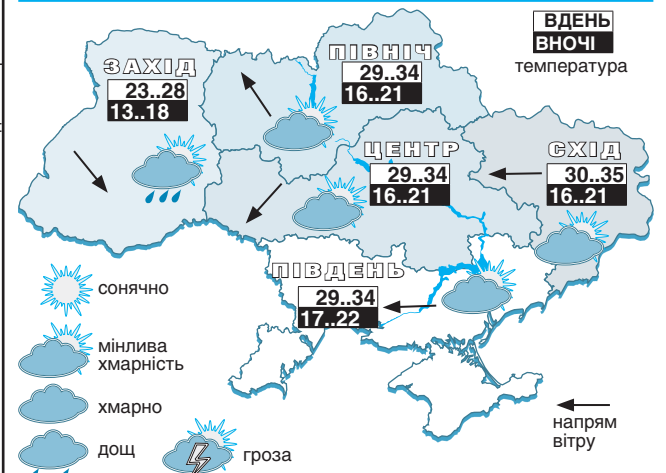 ВДЕНЬ
ВНОЧІ
температура
ПІВНІЧ
29..34
16..21
ЗАХІД
23..28
13..18
ЦЕНТР
29..34
16..21
СХІД
30..35
16..21
ПІВДЕНЬ
29..34
17..22
сонячно
мінлива
хмарність
хмарно
дощ
гроза
напрям
вітру